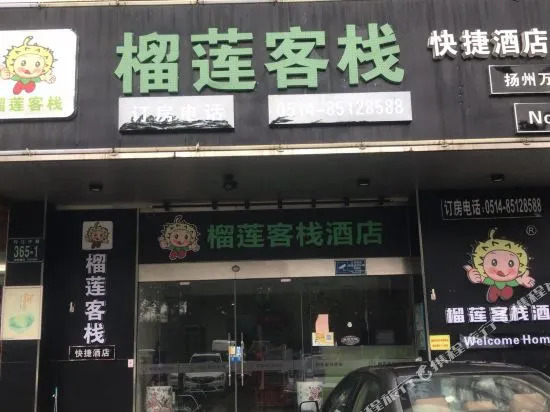 榴莲客栈
快捷酒店
扬州万
No
订房电话 0514-85128588
榴莲客栈
榴莲客栈酒店
365-1
榴莲客栈
快捷酒店
订房电话:0514-85128588
®
榴莲客栈酒
Welcome Hom